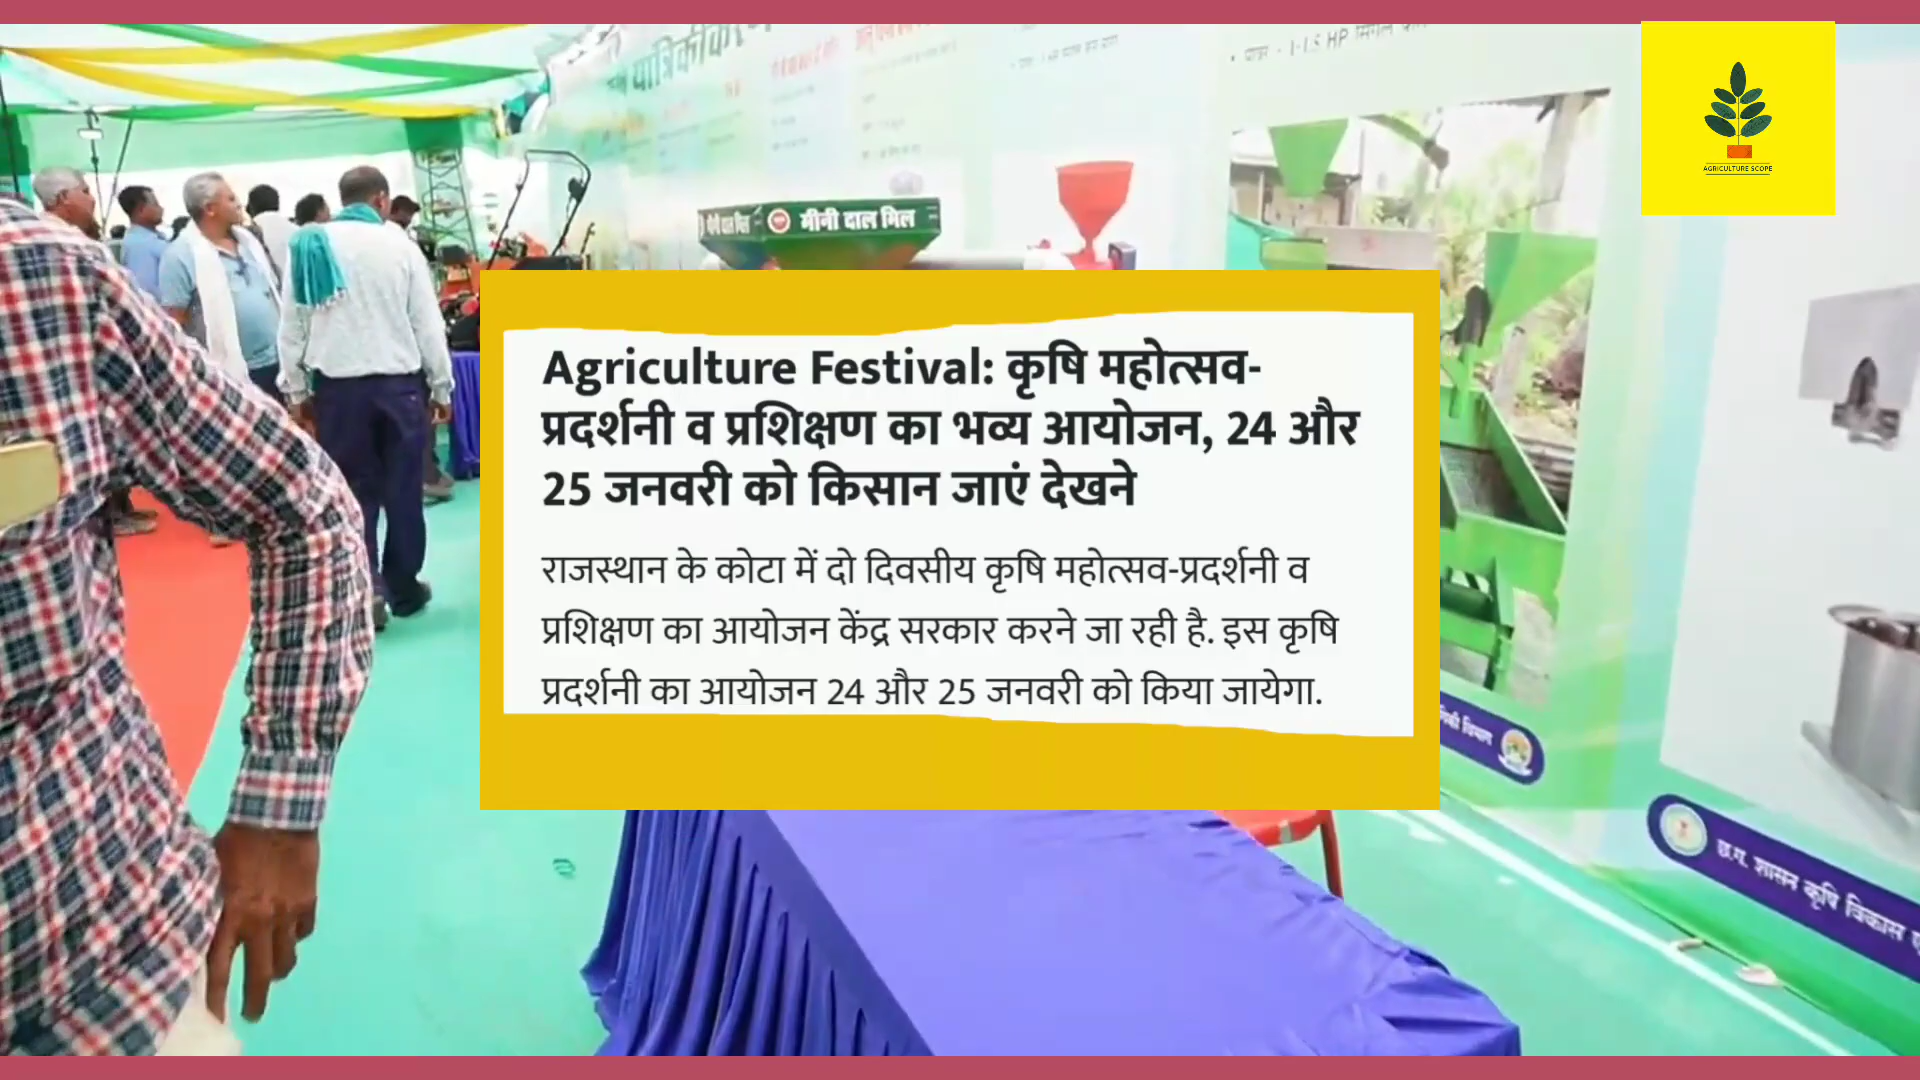 यांत्रिकीकरण
मीनी दाल मिल
AGRICULTURE SCOPE
Agriculture Festival: कृषि महोत्सव-
प्रदर्शनी व प्रशिक्षण का भव्य आयोजन, 24 और
25 जनवरी को किसान जाएं देखने
राजस्थान के कोटा में दो दिवसीय कृषि महोत्सव-प्रदर्शनी व
प्रशिक्षण का आयोजन केंद्र सरकार करने जा रही है. इस कृषि
प्रदर्शनी का आयोजन 24 और 25 जनवरी को किया जायेगा.
छ.ग. शासन कृषि विकास